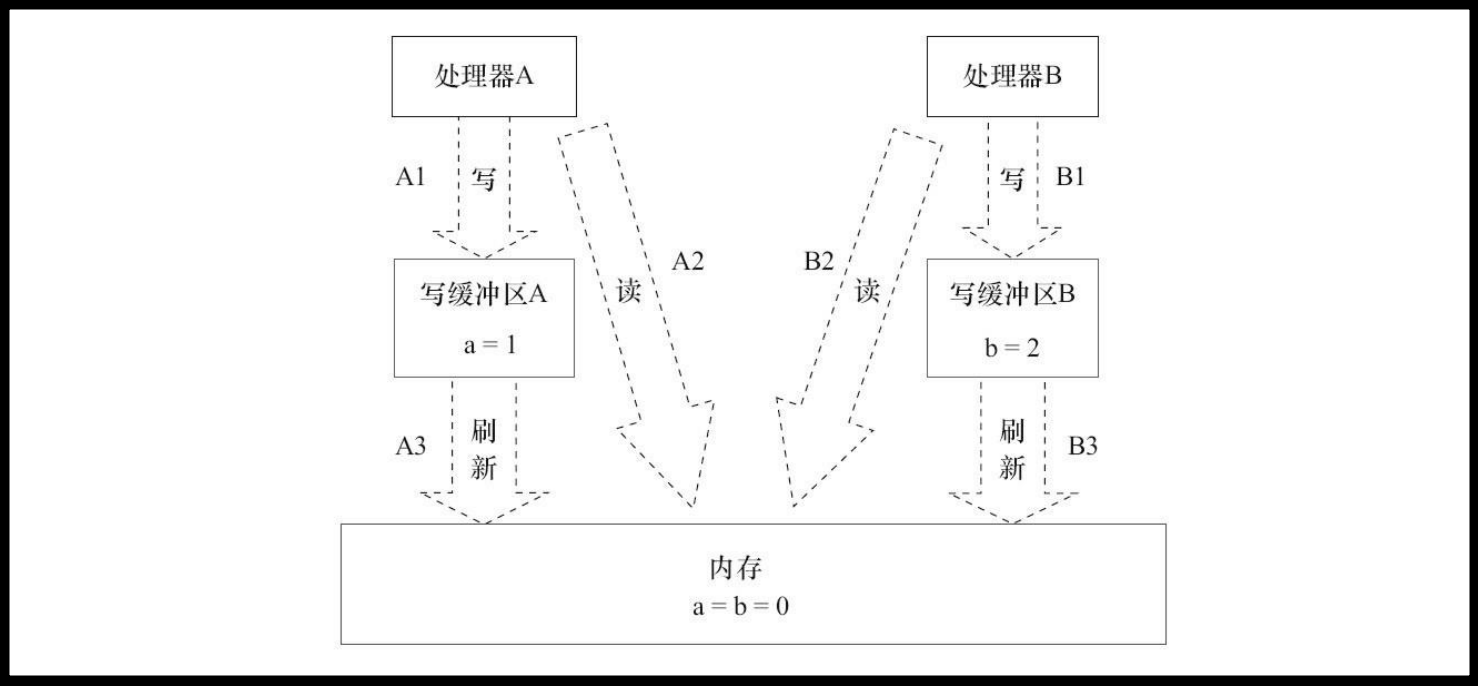 处理器A
处理器B
A1
写
写
B1
A2
B2
读
读
写缓冲区A
a = 1
写缓冲区B
b = 2
A3
刷
新
刷
新
B3
内存
a = b = 0